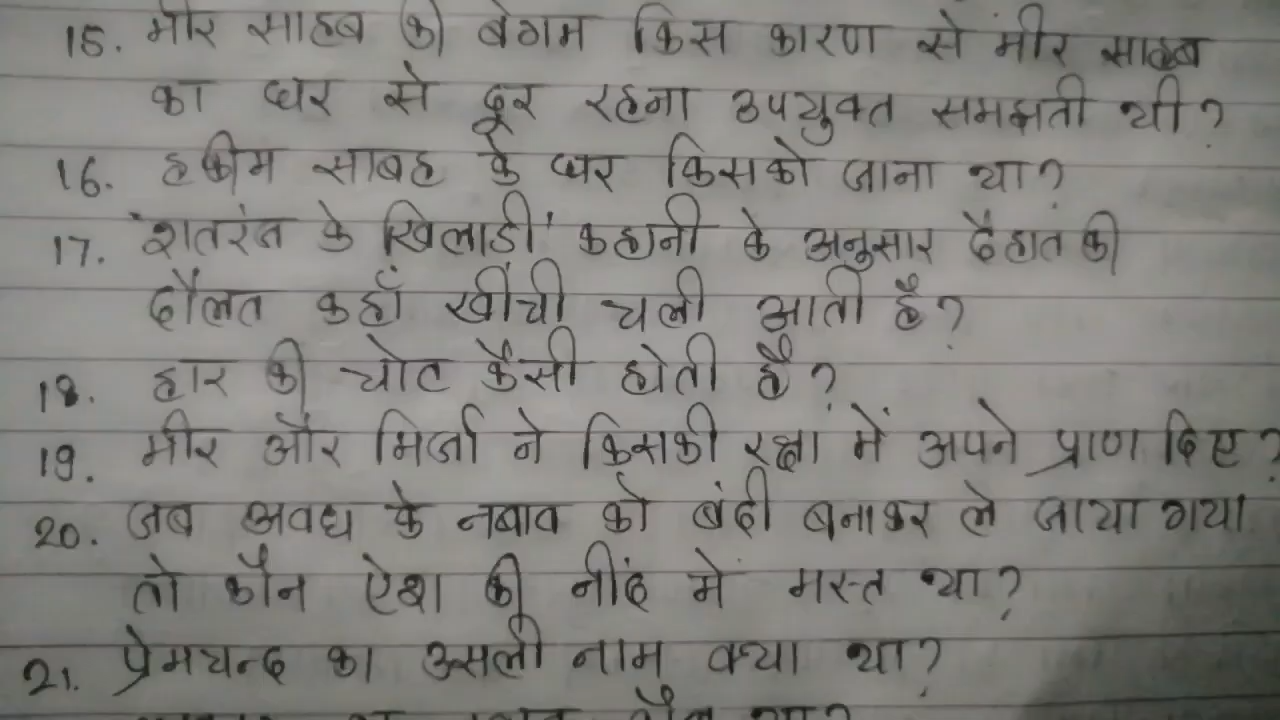 15. मीर साहब की बेगम किस कारण से मीर साहब
का घर से दूर रहना उपयुक्त समझती थी?
16. हकीम साबह के घर किसको जाना था?
17. 'शतरंज के खिलाडी' कहानी के अनुसार दैहात की
दौलत कहाँ खींची चली आती है?
18. हार की चोट कैसी होती है?
19. मीर और मिर्जा ने किसकी रक्षा में अपने प्राण दिए?
20. जब अवध के नबाव को बंदी बनाकर ले जाया गया
तो कौन ऐश की नींद में मस्त था?
21. प्रेमचन्द का असली नाम क्या था?